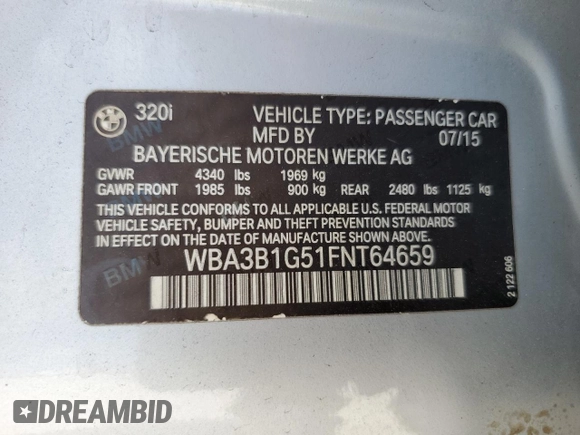 320i VEHICLE TYPE: PASSENGER CAR
MFD BY 07/15
BAYERISCHE MOTOREN WERKE AG
GVWR 4340 lbs 1969 kg
GAWR FRONT 1985 lbs 900 kg REAR 2480 lbs 1125 kg
THIS VEHICLE CONFORMS TO ALL APPLICABLE U.S. FEDERAL MOTOR
VEHICLE SAFETY, BUMPER AND THEFT PREVENTION STANDARDS
IN EFFECT ON THE DATE OF MANUFACTURE SHOWN ABOVE.
WBA3B1G51FNT64659
2 122 606
BMW
BMW
DREAMBID